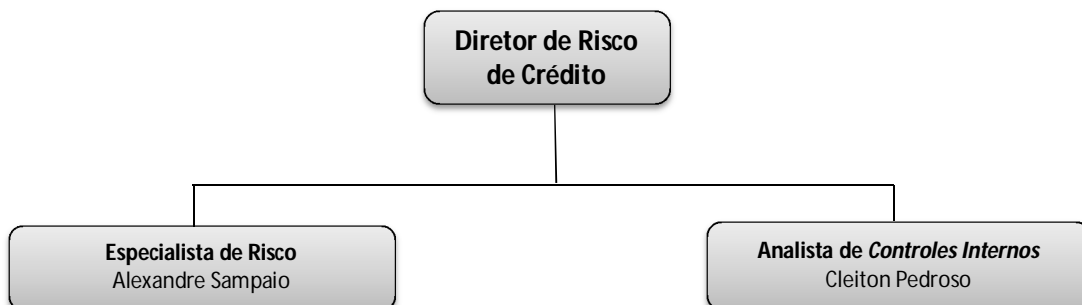 Diretor de Risco
de Crédito
Especialista de Risco
Alexandre Sampaio
Analista de Controles Internos
Cleiton Pedroso